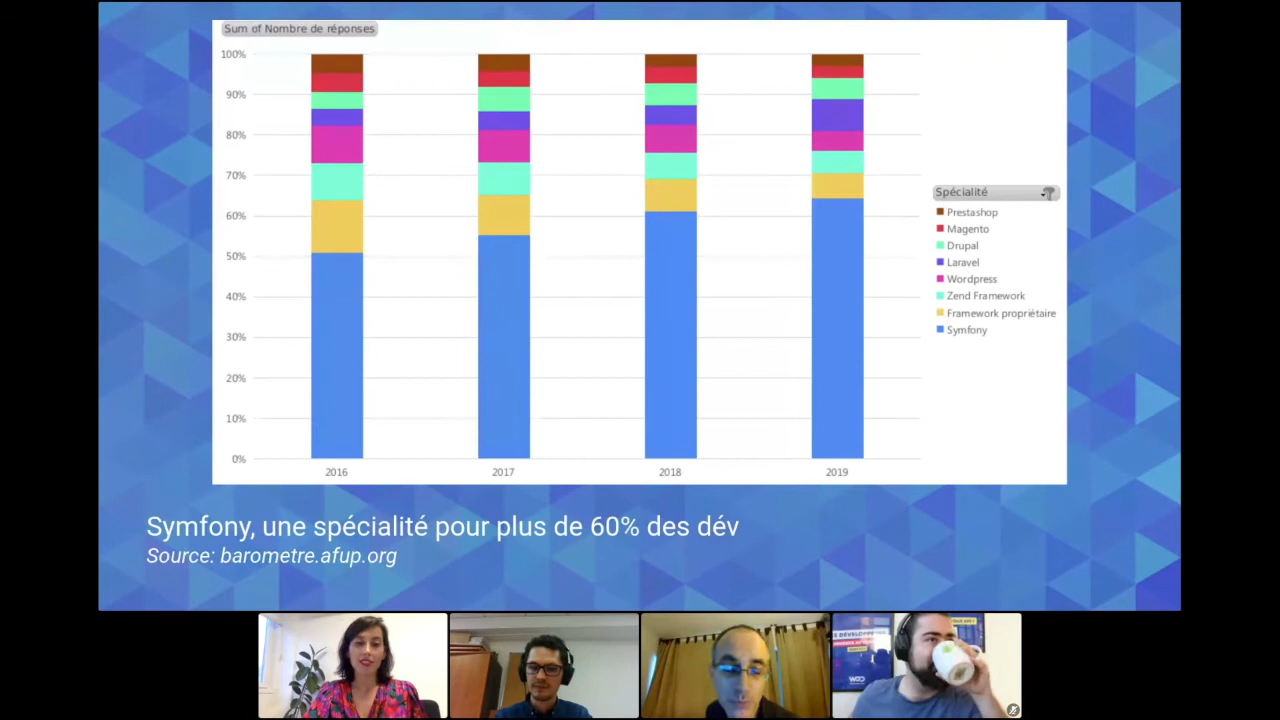 Sum of Nombre de réponses
100%
90%
80%
70%
60%
50%
40%
30%
20%
10%
0%
2016
2017
2018
2019
Spécialité
Prestashop
Magento
Drupal
Laravel
Wordpress
Zend Framework
Framework propriétaire
Symfony
Symfony, une spécialité pour plus de 60% des dév
Source: barometre.afup.org